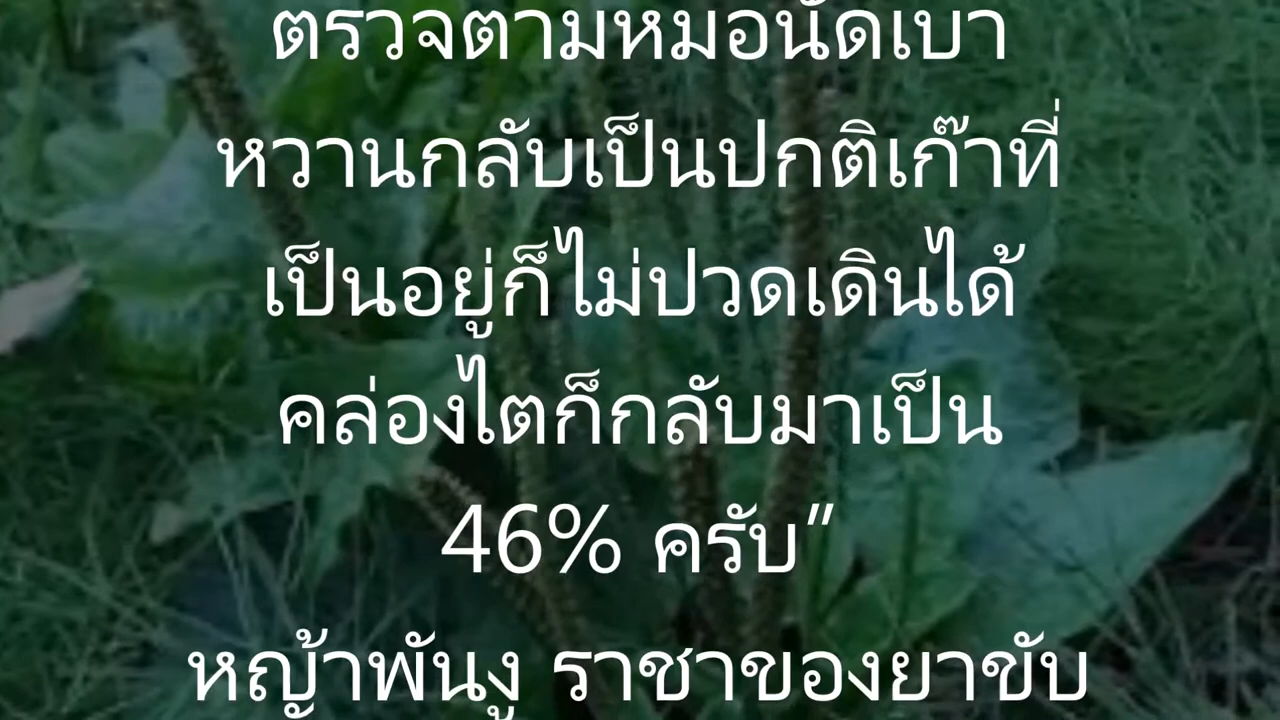 ตรวจตามหมอนัดเบา
หวานกลับเป็นปกติเก๊าที่
เป็นอยู่ก็ไม่ปวดเดินได้
คล่องไตก็กลับมาเป็น
46% ครับ”
หญ้าพันงู ราชาของยาขับ